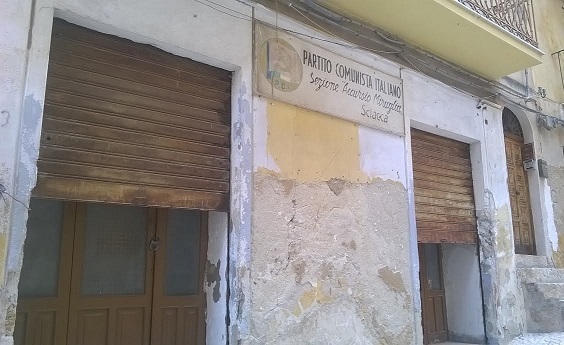 PARTITO COMUNISTA ITALIANO
Sezione "Accursio Miraglia"
Sciacca